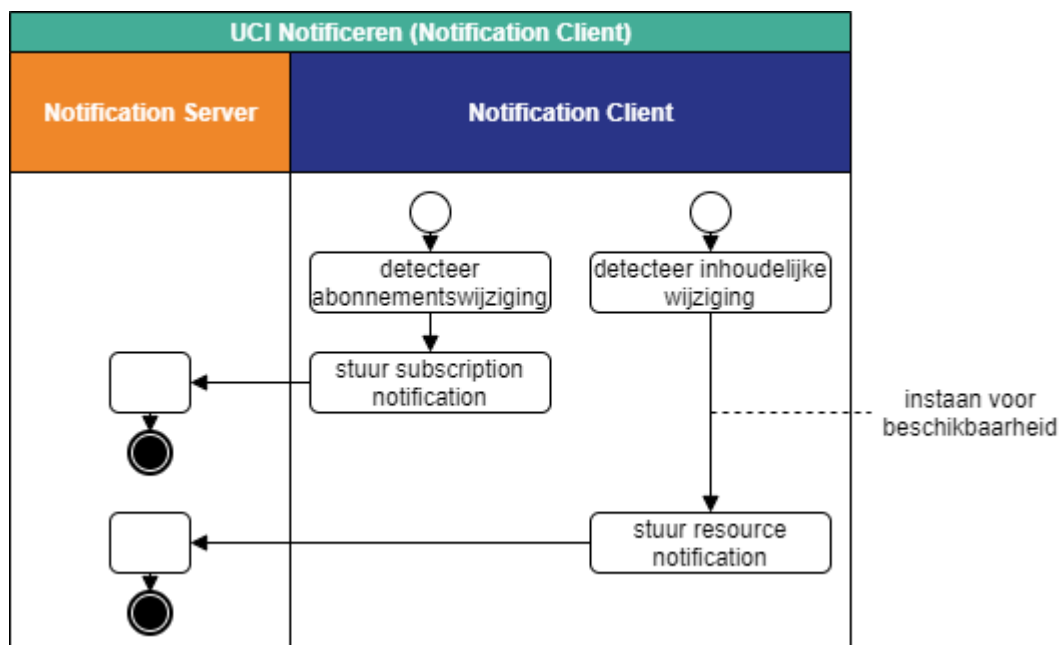 UCI Notificeren (Notification Client)
Notification Server
Notification Client
detecteer
abonnementswijziging
detecteer inhoudelijke
wijziging
stuur subscription
notification
instaan voor
beschikbaarheid
stuur resource
notification